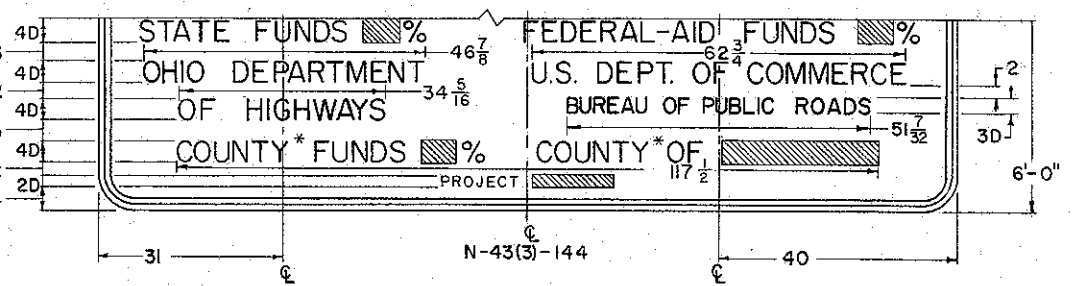 4D STATE FUNDS % FEDERAL-AID FUNDS %
46 7/8 62 3/4
4D OHIO DEPARTMENT U.S. DEPT. OF COMMERCE 2
34 5/16
4D OF HIGHWAYS BUREAU OF PUBLIC ROADS
51 7/32 3D
4D COUNTY* FUNDS % COUNTY* OF
117 1/2 6'-0"
2D PROJECT
31 ℄ ℄ N-43(3)-144 ℄ 40